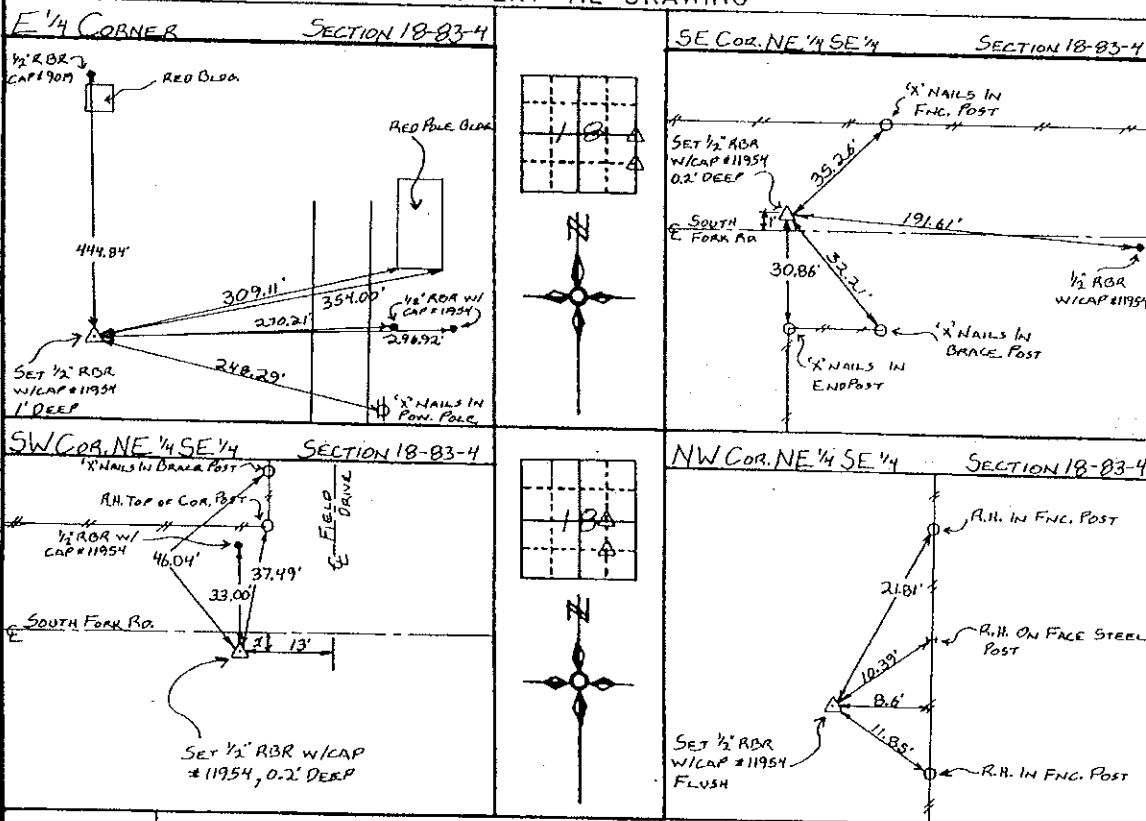 E 1/4 CORNER
SECTION 18-83-4
1/2" RBR
CAP # 9019
RED BLDG.
RED POLE BLDG
444.84'
309.11'
354.00'
1/2" RBR W/
CAP #11954
270.21'
296.92'
248.29'
SET 1/2" RBR
W/CAP #11954
1' DEEP
'X' NAILS IN
POW. POLE
18
N
SE COR. NE 1/4 SE 1/4
SECTION 18-83-4
'X' NAILS IN
FNC. POST
SET 1/2" RBR
W/CAP #11954
0.2' DEEP
35.26'
191.61'
1'
℄ SOUTH
FORK RD
30.86'
32.21'
1/2" RBR
W/CAP #11954
'X' NAILS IN
BRACE POST
'X' NAILS IN
ENDPOST
SW COR. NE 1/4 SE 1/4
SECTION 18-83-4
'X' NAILS IN BRACE POST
R.H. TOP OF COR. POST
1/2" RBR W/
CAP #11954
℄ FIELD
DRIVE
46.04'
37.49'
33.00'
℄ SOUTH FORK RD.
13'
SET 1/2" RBR W/CAP
#11954, 0.2' DEEP
18
N
NW COR. NE 1/4 SE 1/4
SECTION 18-83-4
R.H. IN FNC. POST
21.81'
R.H. ON FACE STEEL
POST
10.39'
8.6'
11.85'
SET 1/2" RBR
W/CAP #11954
FLUSH
R.H. IN FNC. POST